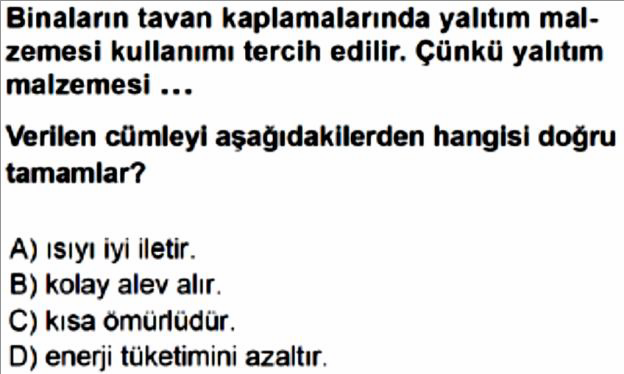 Binaların tavan kaplamalarında yalıtım mal-
zemesi kullanımı tercih edilir. Çünkü yalıtım
malzemesi ...
Verilen cümleyi aşağıdakilerden hangisi doğru
tamamlar?
A) ısıyı iyi iletir.
B) kolay alev alır.
C) kısa ömürlüdür.
D) enerji tüketimini azaltır.